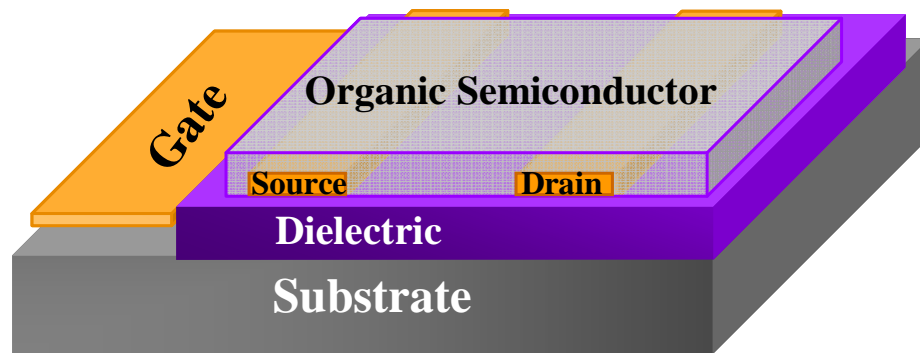 Organic Semiconductor
Gate
Source
Drain
Dielectric
Substrate